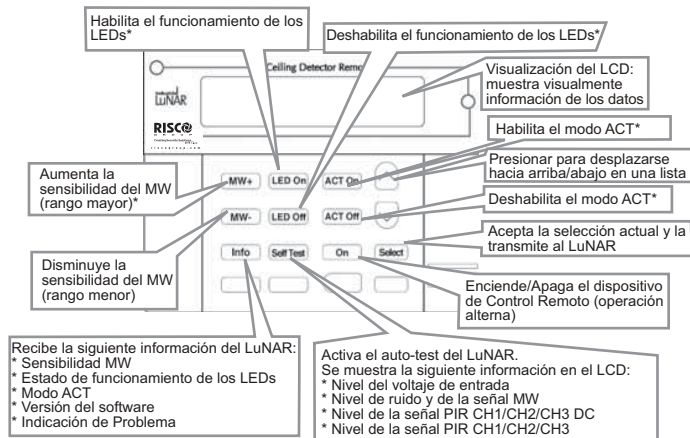 Habilita el funcionamiento de los
LEDs*
Deshabilita el funcionamiento de los LEDs*
Ceiling Detector Remo
Visualización del LCD:
muestra visualmente
información de los datos
LuNAR
RISCO
Habilita el modo ACT*
Presionar para desplazarse
hacia arriba/abajo en una lista
Aumenta la
sensibilidad del MW
(rango mayor)*
MW+
LED On
ACT On
Deshabilita el modo ACT*
MW-
LED Off
ACT Off
Acepta la selección actual y la
transmite al LuNAR
Info
Self Test
On
Select
Disminuye la
sensibilidad del MW
(rango menor)
Enciende/Apaga el dispositivo
de Control Remoto (operación
alterna)
Recibe la siguiente información del LuNAR:
* Sensibilidad MW
* Estado de funcionamiento de los LEDs
* Modo ACT
* Versión del software
* Indicación de Problema
Activa el auto-test del LuNAR.
Se muestra la siguiente información en el LCD:
* Nivel del voltaje de entrada
* Nivel de ruido y de la señal MW
* Nivel de la señal PIR CH1/CH2/CH3 DC
* Nivel de la señal PIR CH1/CH2/CH3